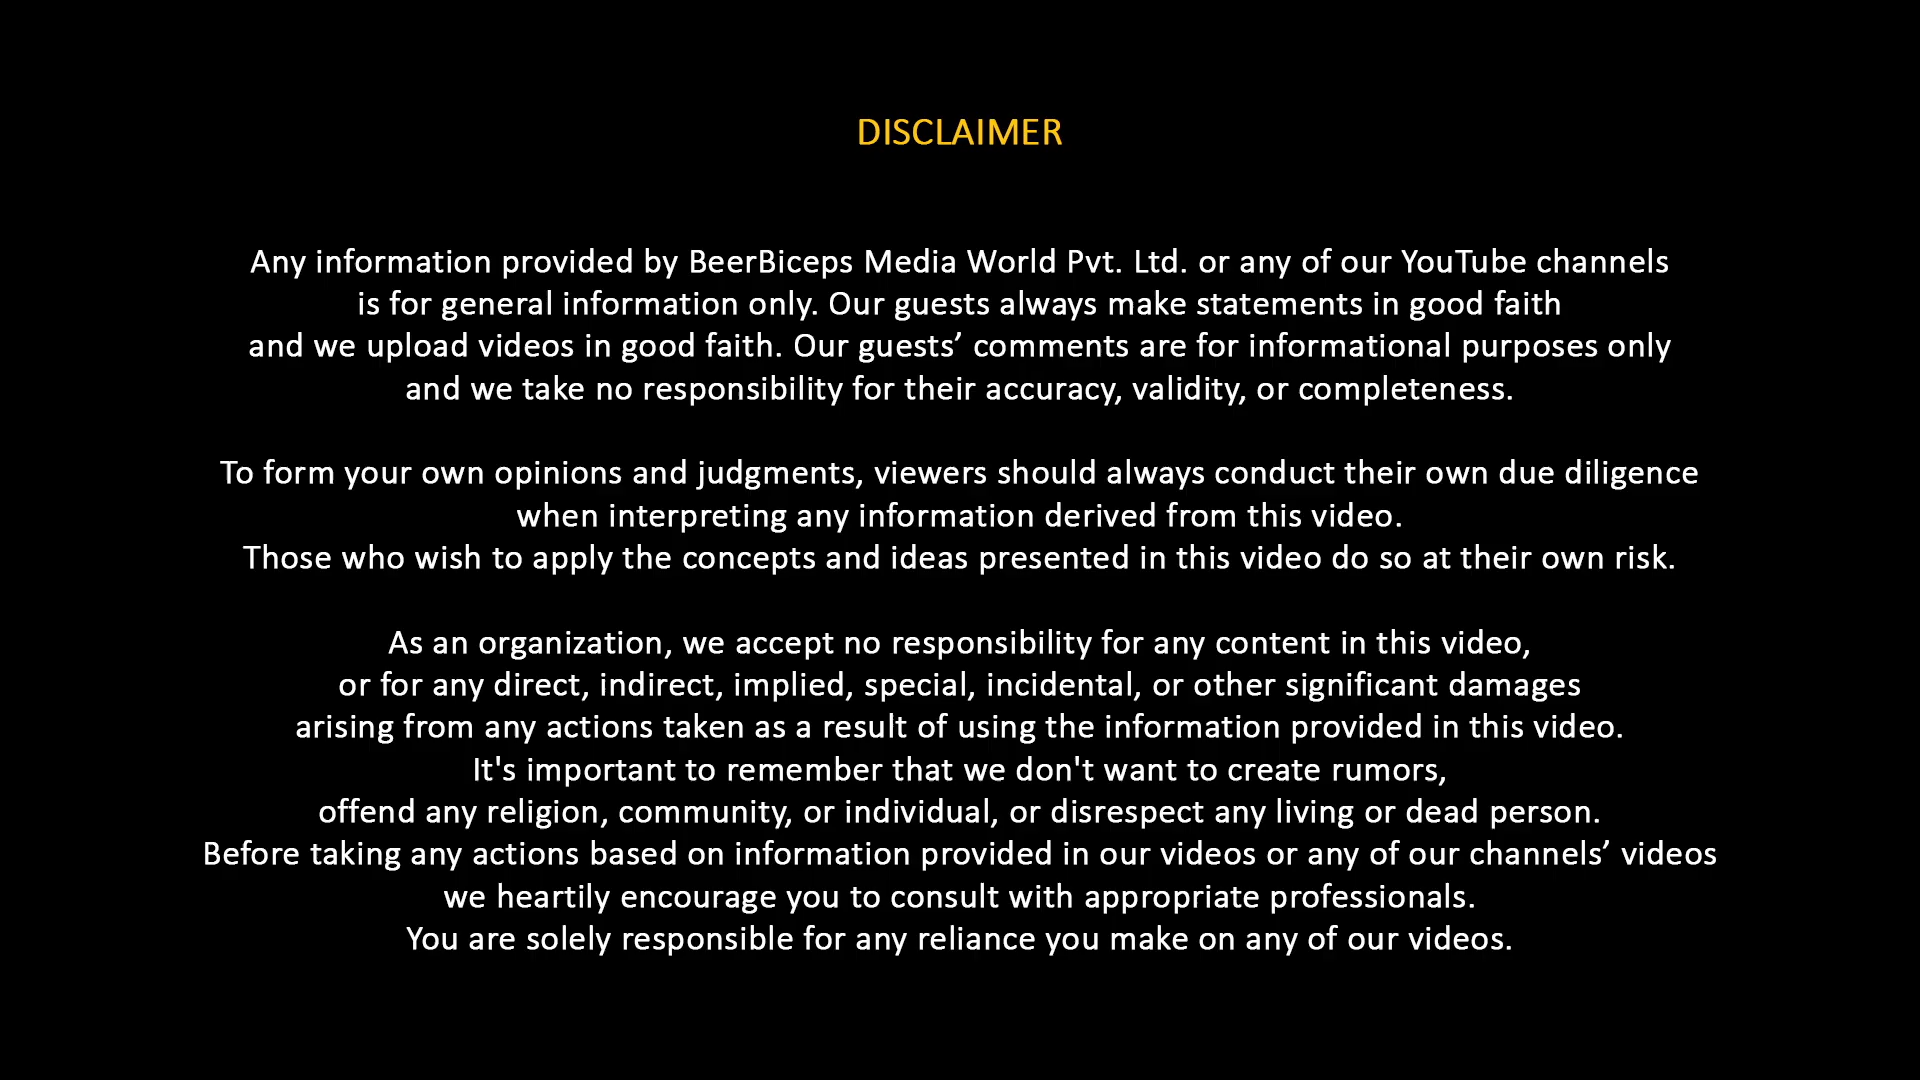 DISCLAIMER
Any information provided by BeerBiceps Media World Pvt. Ltd. or any of our YouTube channels
is for general information only. Our guests always make statements in good faith
and we upload videos in good faith. Our guests’ comments are for informational purposes only
and we take no responsibility for their accuracy, validity, or completeness.
To form your own opinions and judgments, viewers should always conduct their own due diligence
when interpreting any information derived from this video.
Those who wish to apply the concepts and ideas presented in this video do so at their own risk.
As an organization, we accept no responsibility for any content in this video,
or for any direct, indirect, implied, special, incidental, or other significant damages
arising from any actions taken as a result of using the information provided in this video.
It's important to remember that we don't want to create rumors,
offend any religion, community, or individual, or disrespect any living or dead person.
Before taking any actions based on information provided in our videos or any of our channels’ videos
we heartily encourage you to consult with appropriate professionals.
You are solely responsible for any reliance you make on any of our videos.